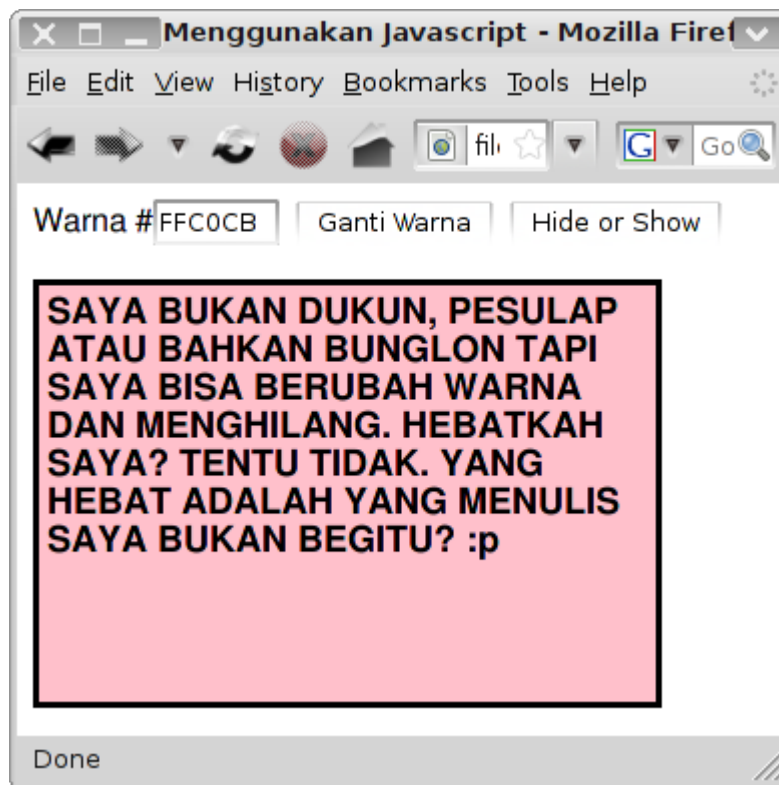 Menggunakan Javascript - Mozilla Firef
File Edit View History Bookmarks Tools Help
G Go
Warna # FFC0CB Ganti Warna Hide or Show
SAYA BUKAN DUKUN, PESULAP
ATAU BAHKAN BUNGLON TAPI
SAYA BISA BERUBAH WARNA
DAN MENGHILANG. HEBATKAH
SAYA? TENTU TIDAK. YANG
HEBAT ADALAH YANG MENULIS
SAYA BUKAN BEGITU? :p
Done